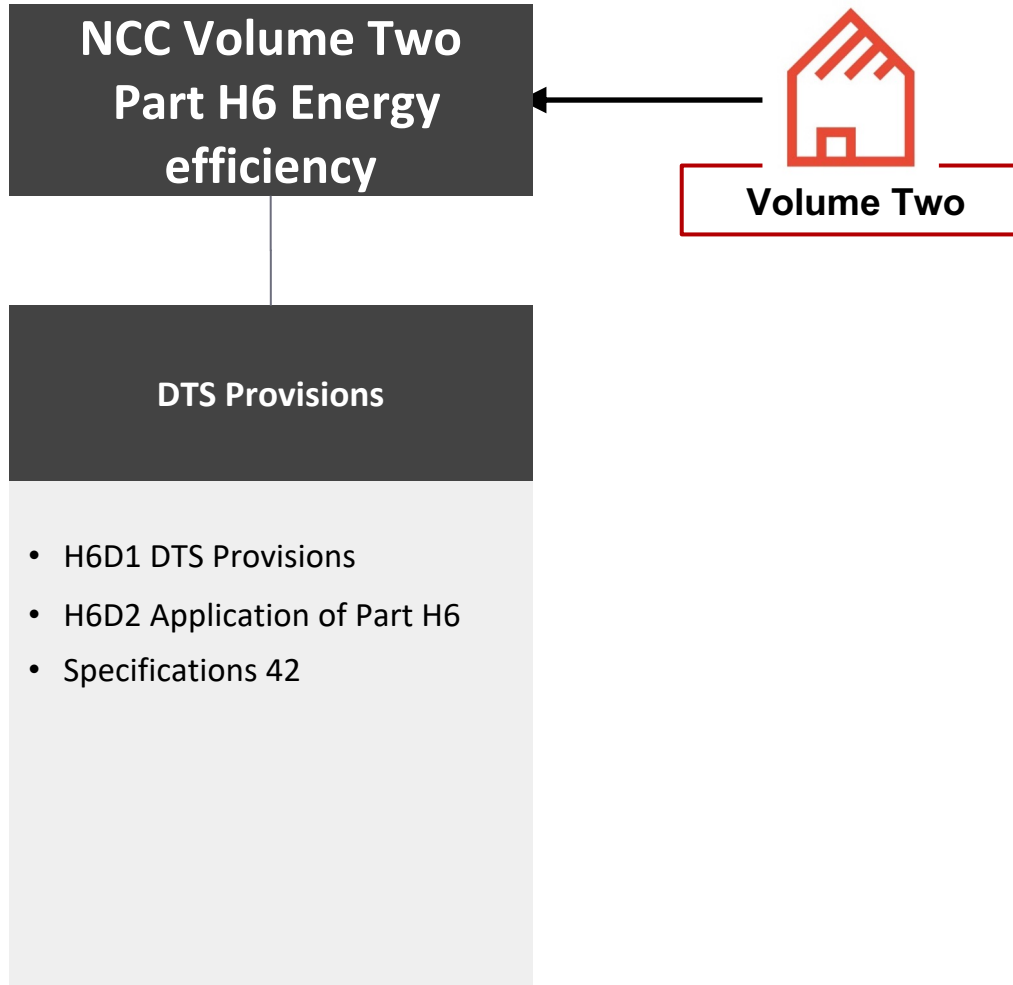 NCC Volume Two
Part H6 Energy
efficiency
Volume Two
DTS Provisions
• H6D1 DTS Provisions
• H6D2 Application of Part H6
• Specifications 42